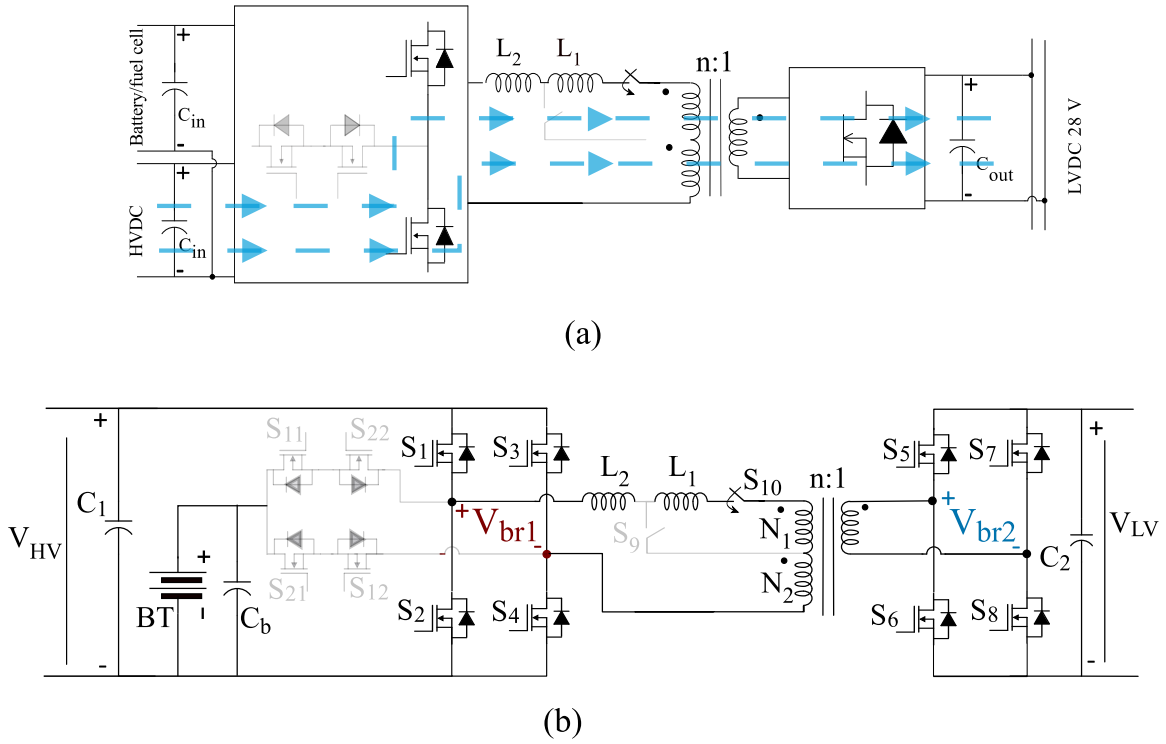 Battery/fuel cell
+
C_in
-
HVDC
+
C_in
-
L_2
L_1
n:1
+
C_out
-
LVDC 28 V
(a)
V_HV
+
-
C_1
BT
+
-
C_b
S_11
S_22
S_21
S_12
S_1
S_3
S_2
S_4
+
V_br1
-
L_2
L_1
S_9
S_10
N_1
N_2
n:1
S_5
S_7
+
V_br2
-
S_6
S_8
C_2
+
-
V_LV
(b)